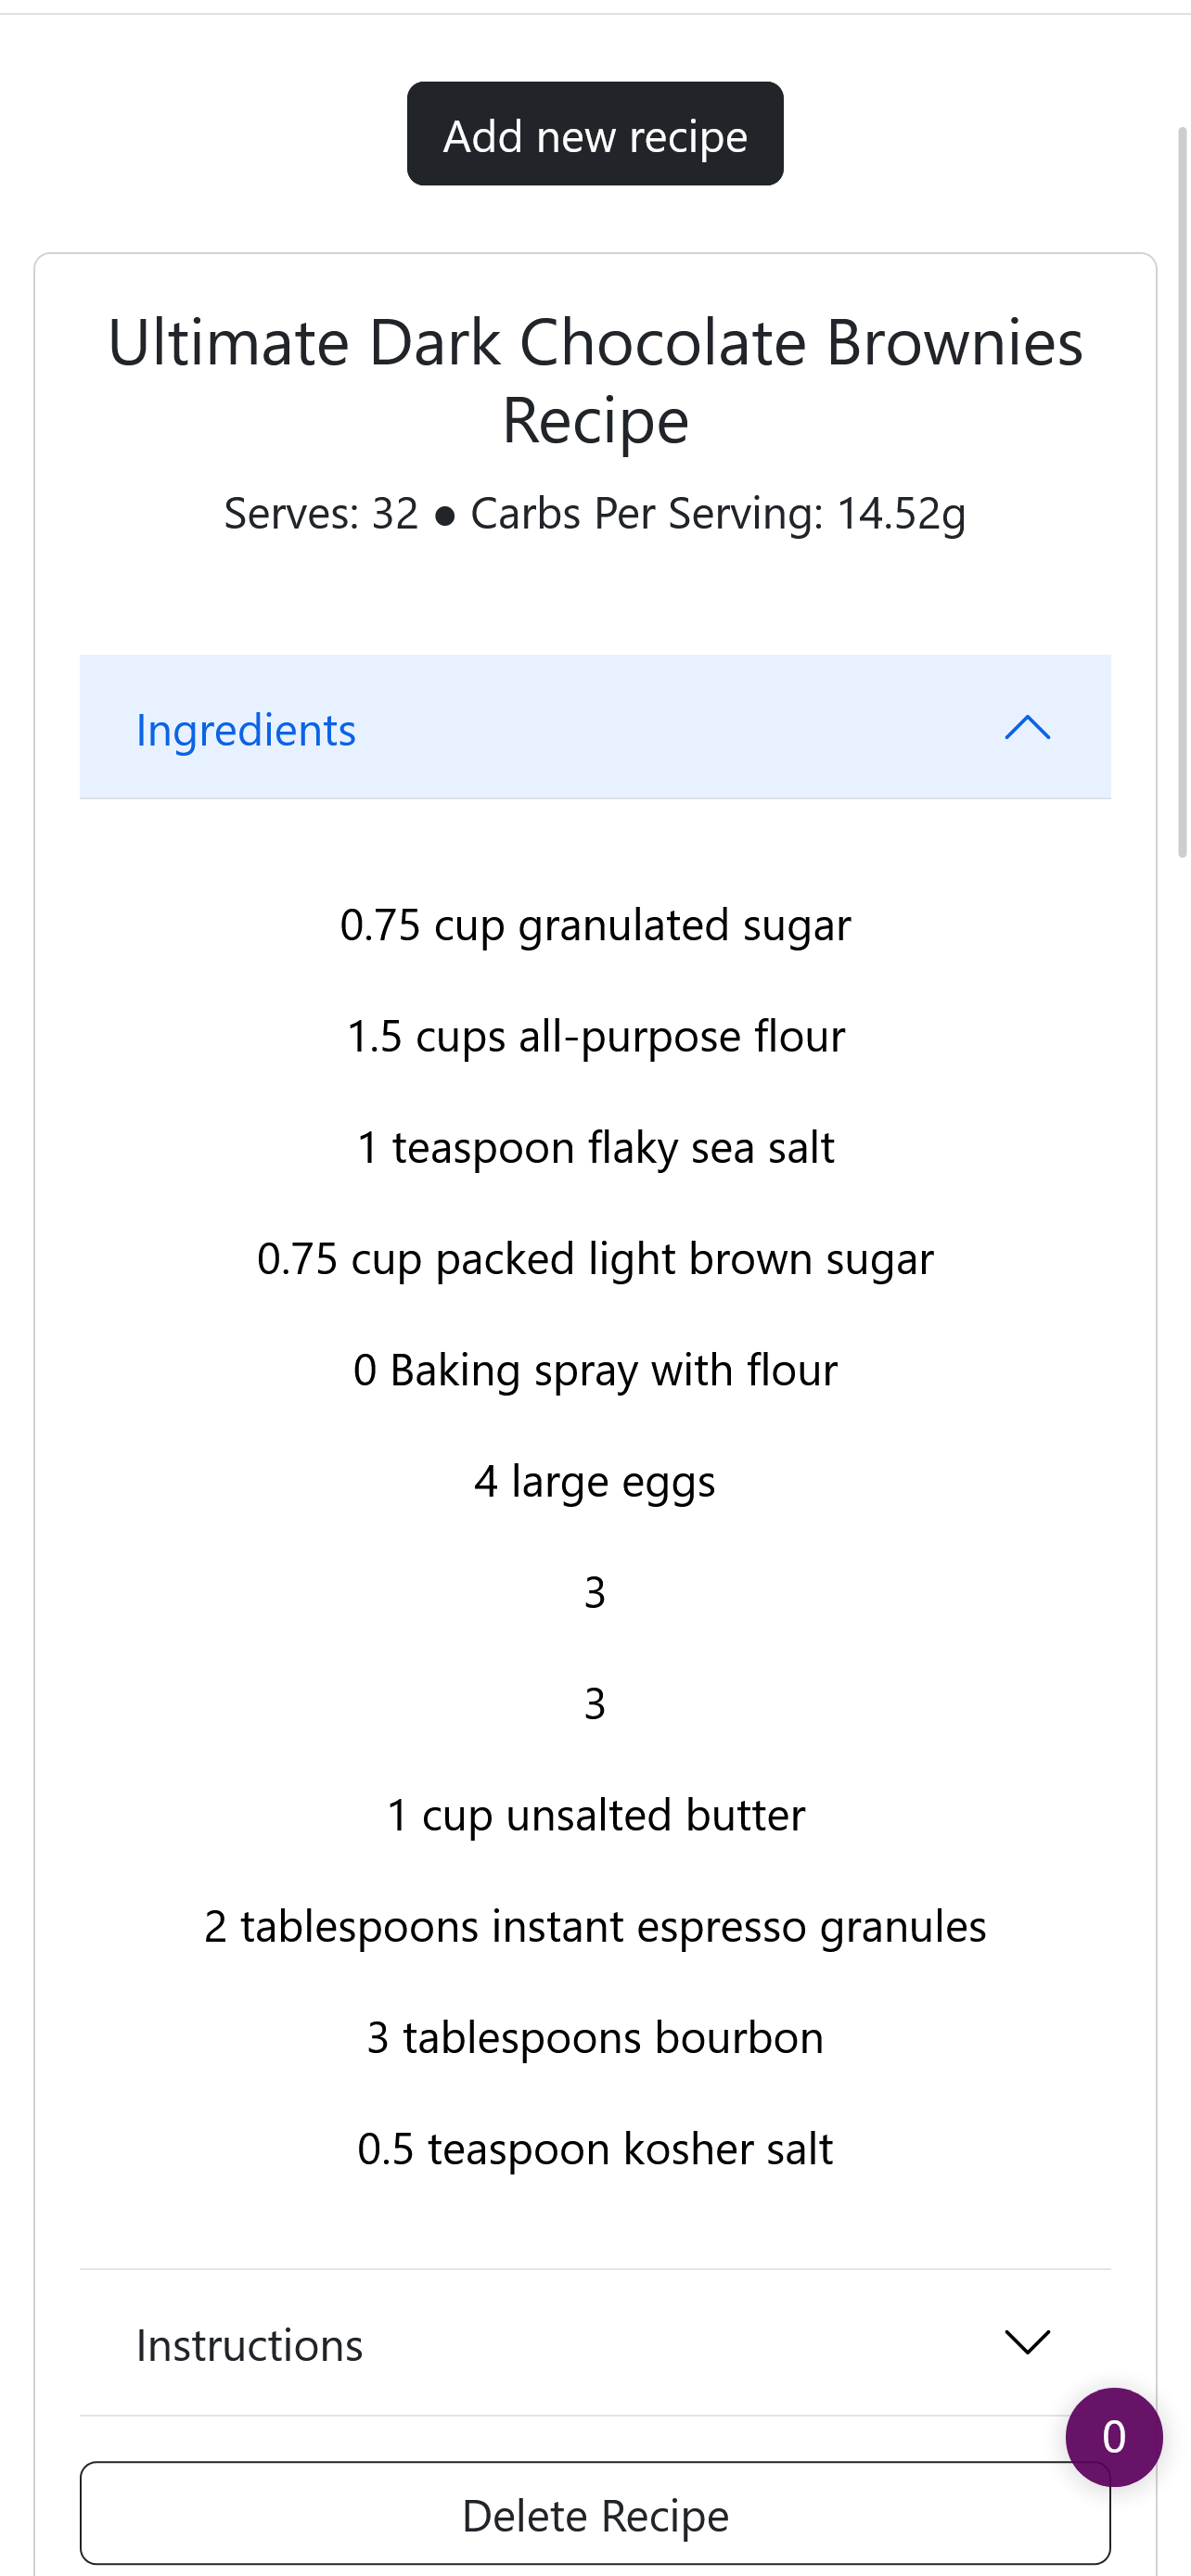 Add new recipe
Ultimate Dark Chocolate Brownies
Recipe
Serves: 32 ● Carbs Per Serving: 14.52g
Ingredients
0.75 cup granulated sugar
1.5 cups all-purpose flour
1 teaspoon flaky sea salt
0.75 cup packed light brown sugar
0 Baking spray with flour
4 large eggs
3
3
1 cup unsalted butter
2 tablespoons instant espresso granules
3 tablespoons bourbon
0.5 teaspoon kosher salt
Instructions
0
Delete Recipe